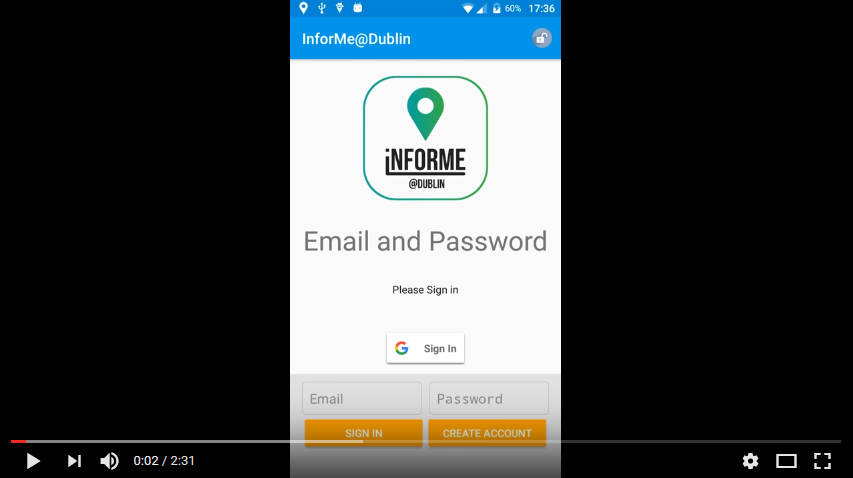 60% 17:36
InforMe@Dublin
iNFORME
@DUBLIN
Email and Password
Please Sign in
G Sign In
Email Password
SIGN IN CREATE ACCOUNT
0:02 / 2:31